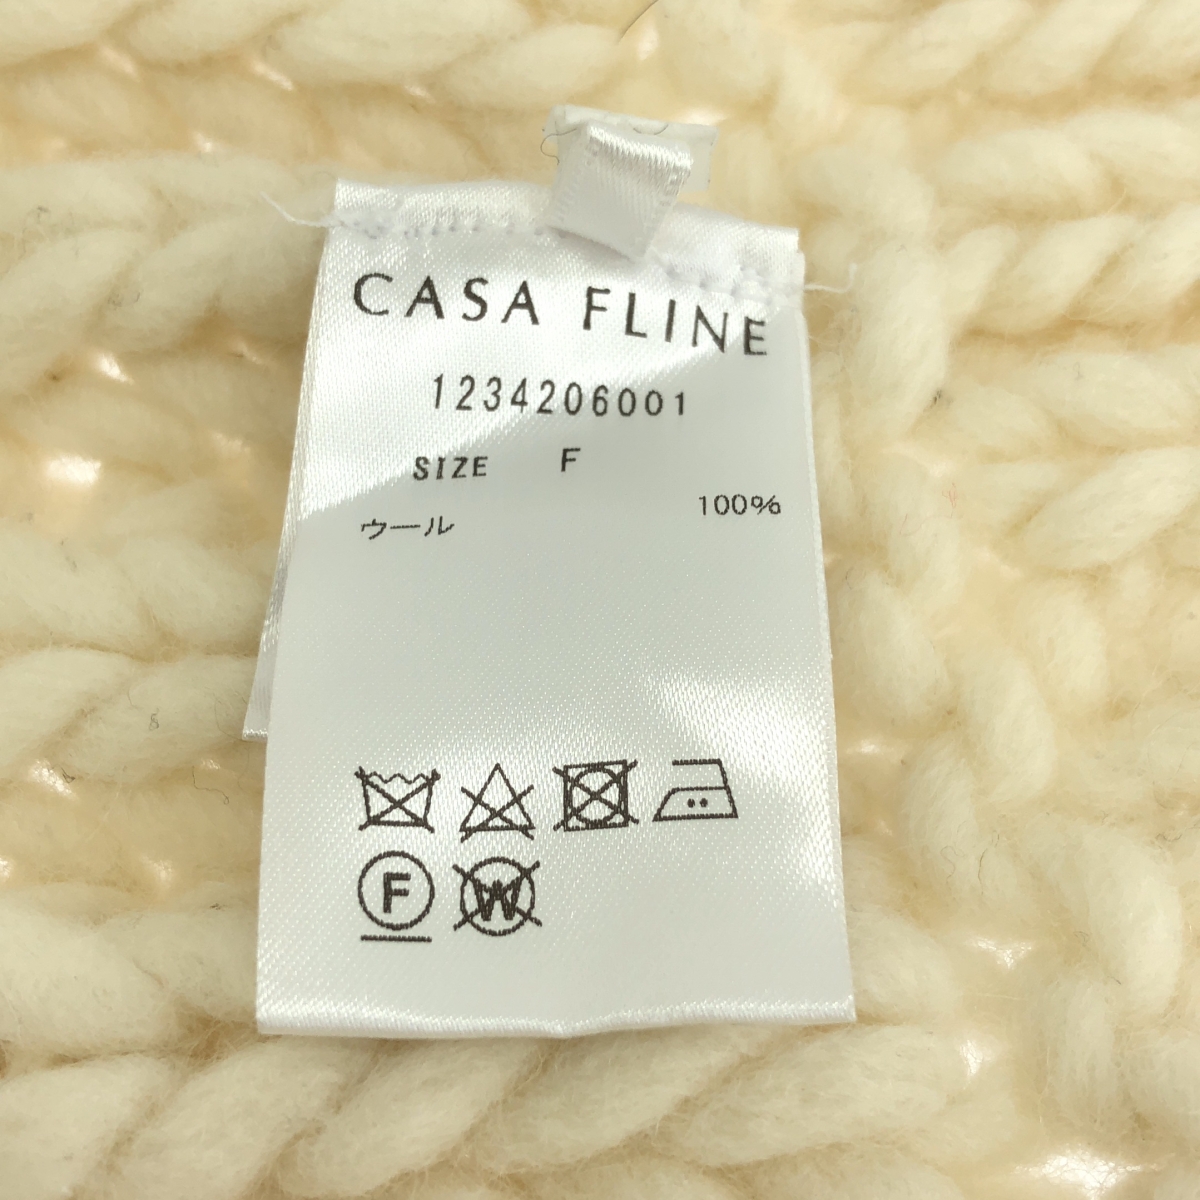 CASA FLINE
1234206001
SIZE F
ウール 100%
F W